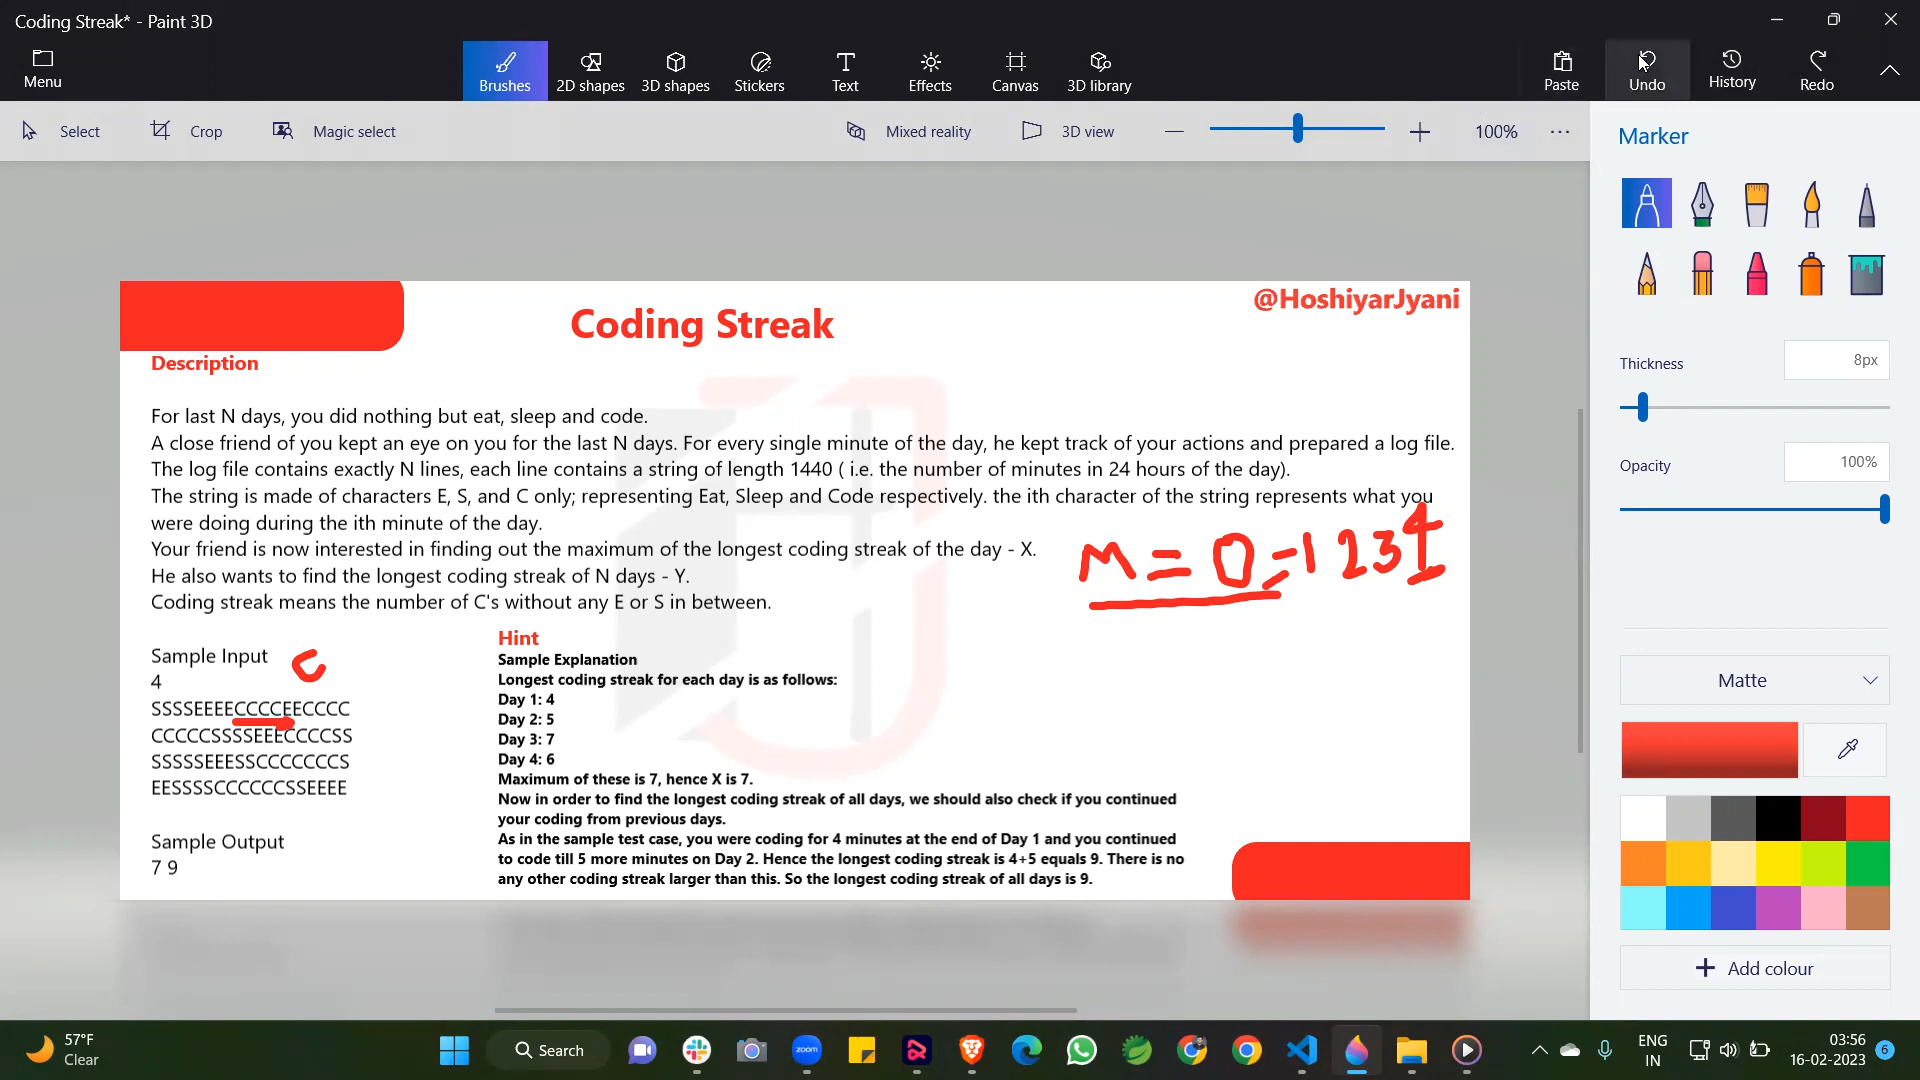 Coding Streak* - Paint 3D
Menu
Brushes
2D shapes
3D shapes
Stickers
Text
Effects
Canvas
3D library
Paste
Undo
History
Redo
Select
Crop
Magic select
Mixed reality
3D view
100%
Marker
Thickness
8px
Opacity
100%
Matte
Add colour
@HoshiyarJyani
Coding Streak
Description
For last N days, you did nothing but eat, sleep and code.
A close friend of you kept an eye on you for the last N days. For every single minute of the day, he kept track of your actions and prepared a log file.
The log file contains exactly N lines, each line contains a string of length 1440 ( i.e. the number of minutes in 24 hours of the day).
The string is made of characters E, S, and C only; representing Eat, Sleep and Code respectively. the ith character of the string represents what you
were doing during the ith minute of the day.
Your friend is now interested in finding out the maximum of the longest coding streak of the day - X.
He also wants to find the longest coding streak of N days - Y.
Coding streak means the number of C's without any E or S in between.
M = 0 = 1 2 3 4
Sample Input
C
4
SSSSEEEECCCCEECCCC
CCCCCSSSSEEECCCCSS
SSSSSEEESSCCCCCCCS
EESSSSCCCCCCSSEEEE
Sample Output
7 9
Hint
Sample Explanation
Longest coding streak for each day is as follows:
Day 1: 4
Day 2: 5
Day 3: 7
Day 4: 6
Maximum of these is 7, hence X is 7.
Now in order to find the longest coding streak of all days, we should also check if you continued
your coding from previous days.
As in the sample test case, you were coding for 4 minutes at the end of Day 1 and you continued
to code till 5 more minutes on Day 2. Hence the longest coding streak is 4+5 equals 9. There is no
any other coding streak larger than this. So the longest coding streak of all days is 9.
57°F
Clear
Search
zoom
ENG
IN
03:56
16-02-2023
6